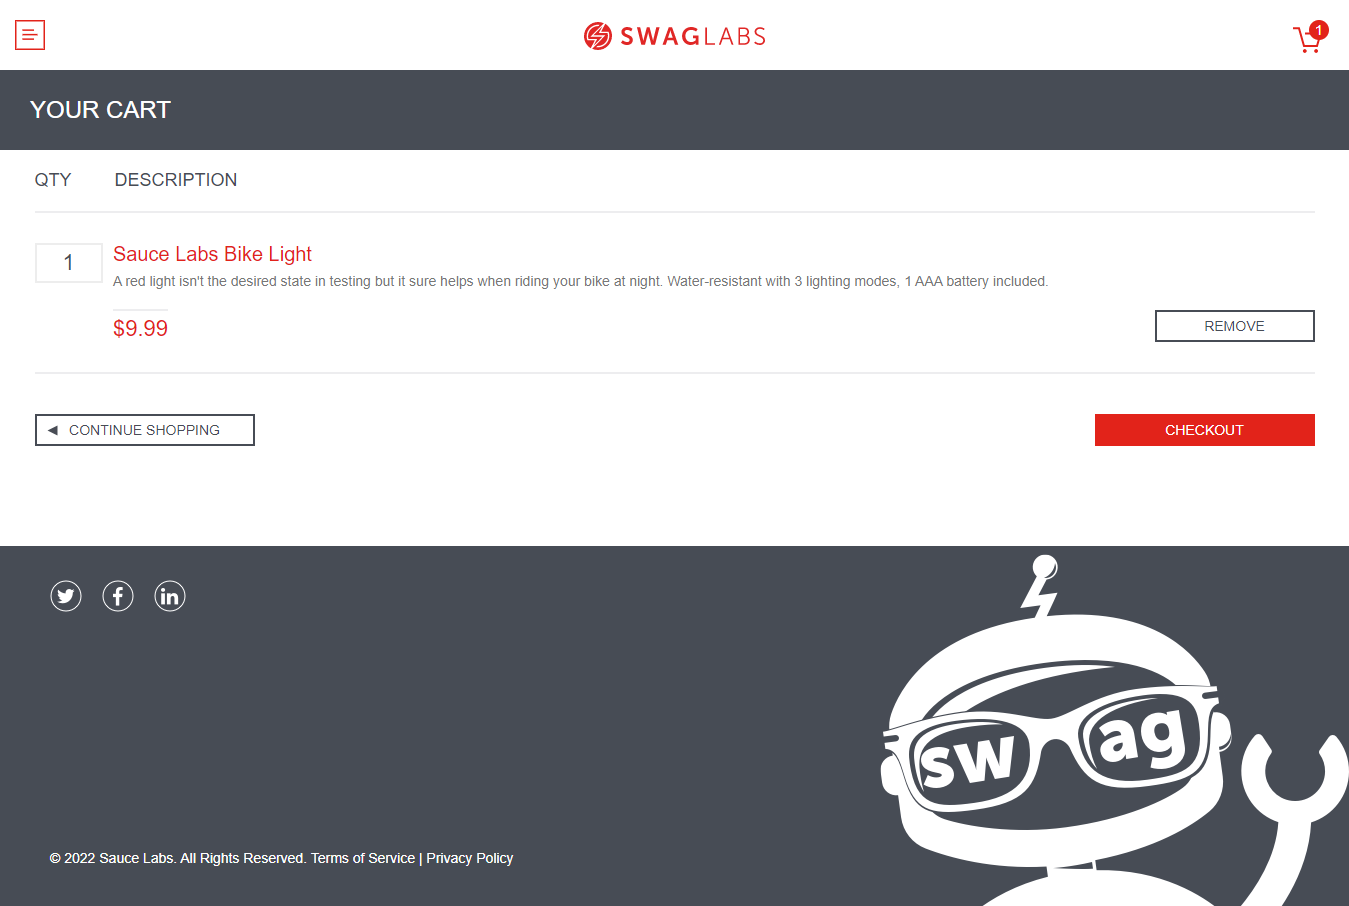 SWAGLABS
1
YOUR CART
QTY DESCRIPTION
1
Sauce Labs Bike Light
A red light isn't the desired state in testing but it sure helps when riding your bike at night. Water-resistant with 3 lighting modes, 1 AAA battery included.
$9.99
REMOVE
CONTINUE SHOPPING
CHECKOUT
swag
© 2022 Sauce Labs. All Rights Reserved. Terms of Service | Privacy Policy